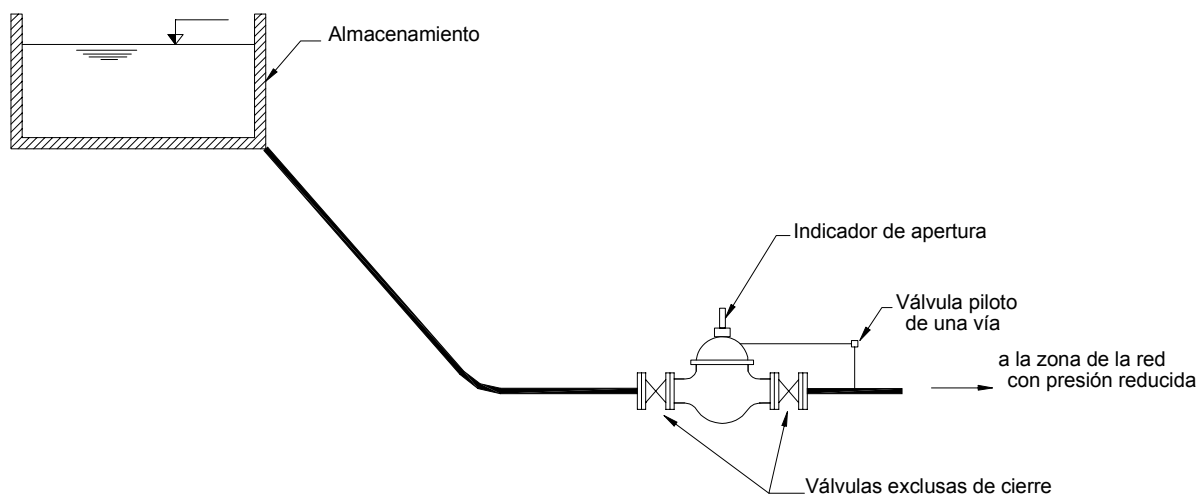 Almacenamiento
Indicador de apertura
Válvula piloto
de una vía
a la zona de la red
con presión reducida
Válvulas exclusas de cierre